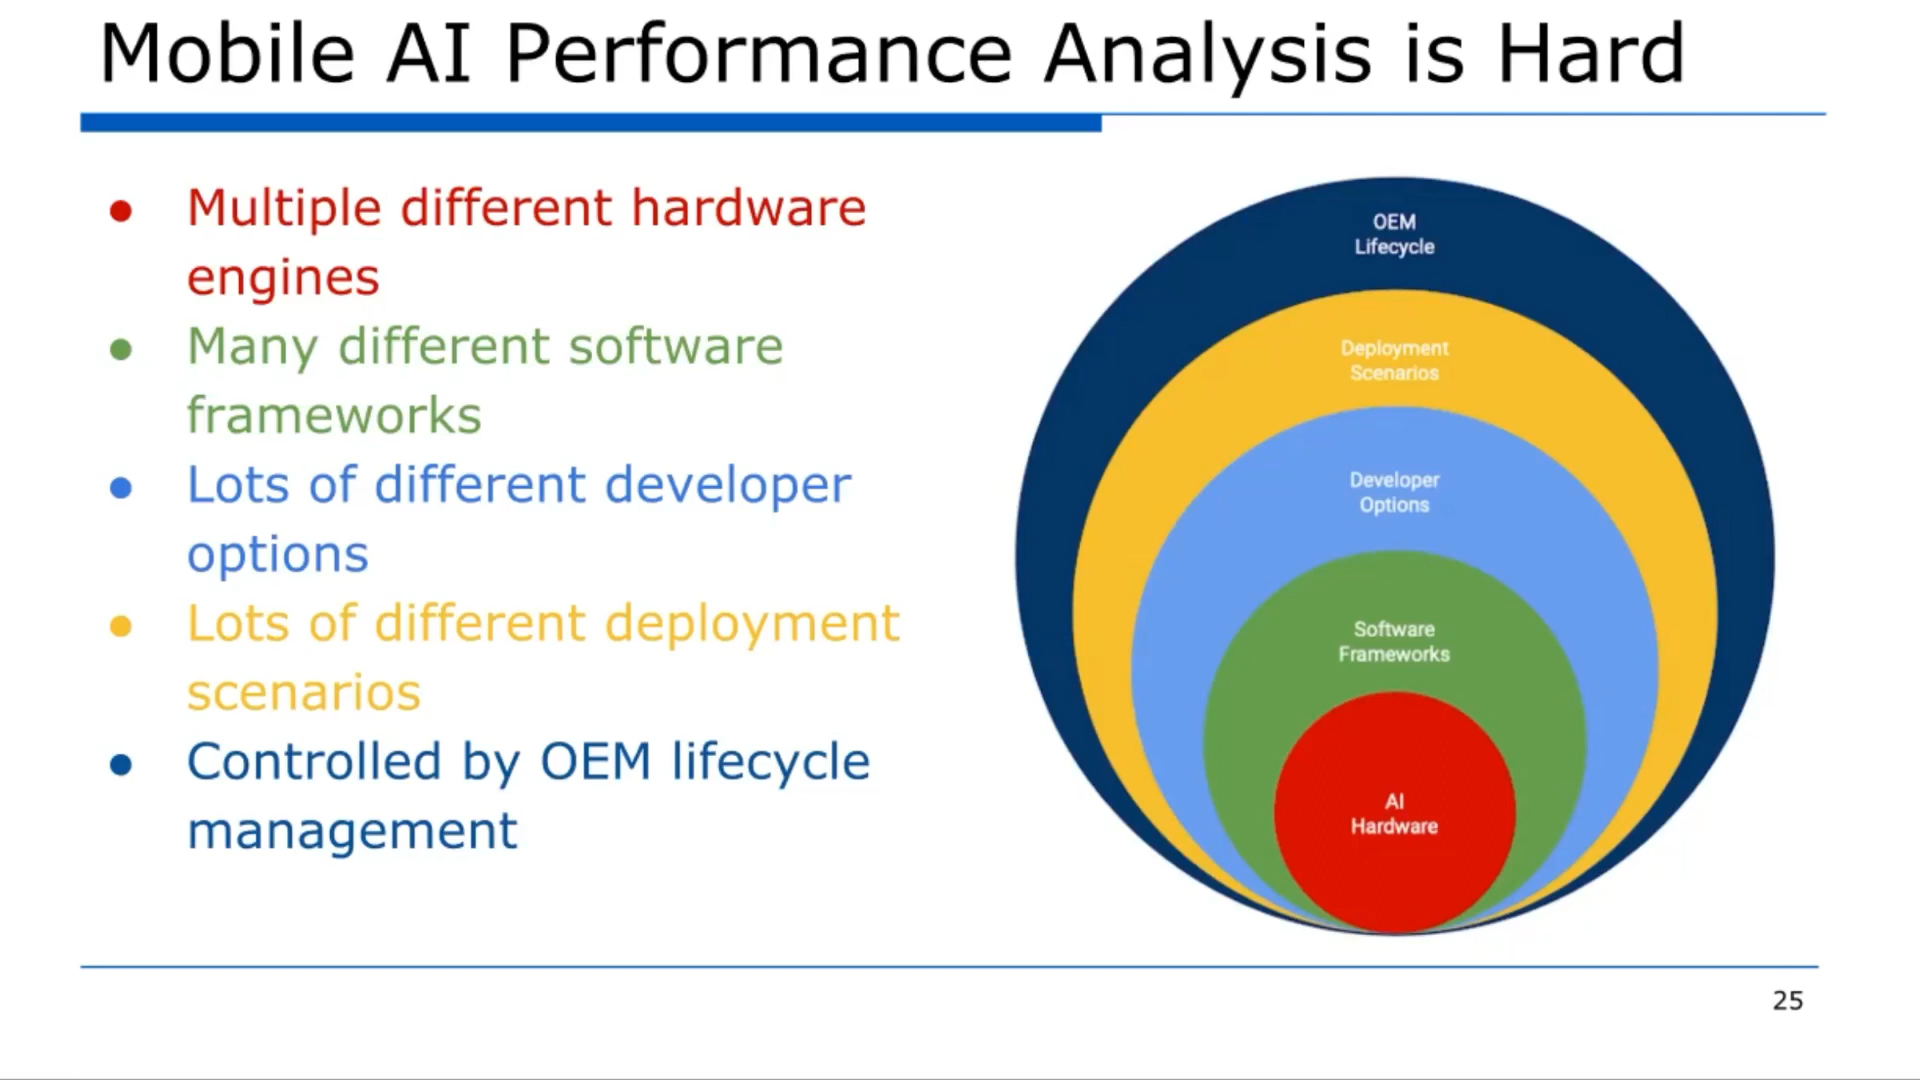 Mobile AI Performance Analysis is Hard
● Multiple different hardware
engines
● Many different software
frameworks
● Lots of different developer
options
● Lots of different deployment
scenarios
● Controlled by OEM lifecycle
management
OEM
Lifecycle
Deployment
Scenarios
Developer
Options
Software
Frameworks
AI
Hardware
25